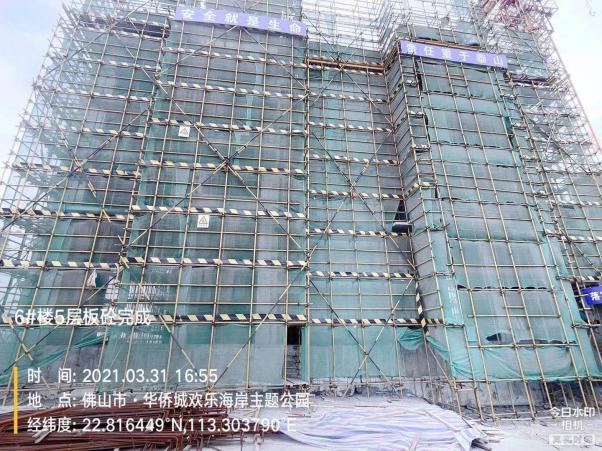 安全就是生命
责任重于泰山
6#楼5层板砼完成
时 间: 2021.03.31 16:55
地 点: 佛山市·华侨城欢乐海岸主题公园
经纬度: 22.816449°N,113.303790°E
今日水印
相机